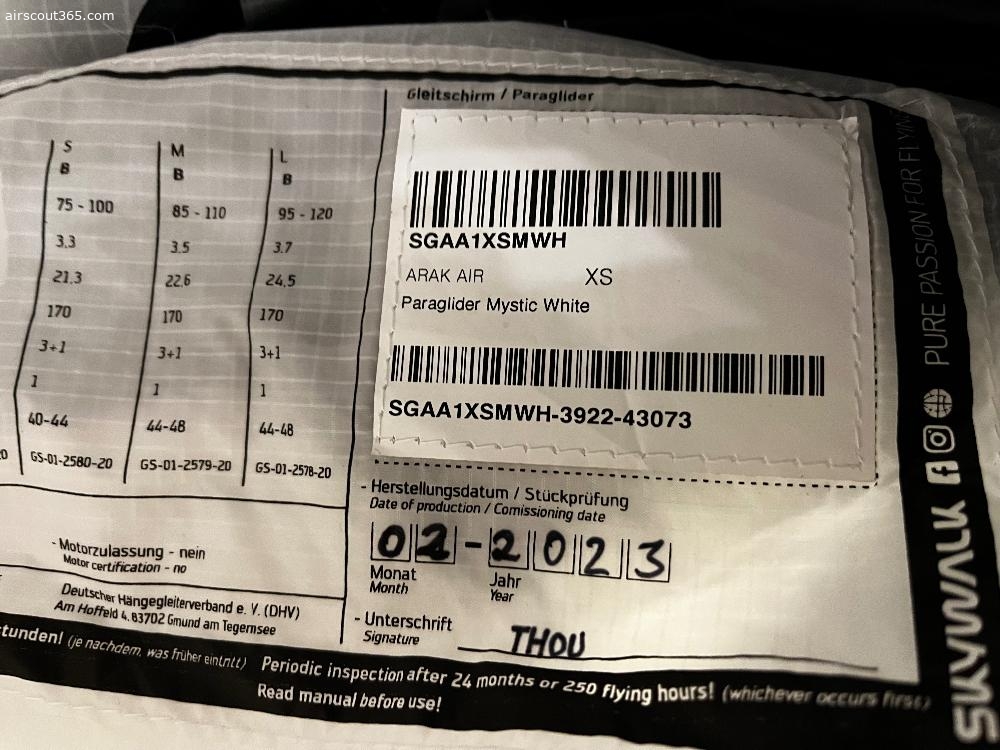 airscout365.com
Gleitschirm / Paraglider
S M L
B B B
75 - 100 85 - 110 95 - 120
3.3 3.5 3.7
21,3 22,6 24,5
170 170 170
3+1 3+1 3+1
1 1 1
40-44 44-48 44-48
GS-01-2580-20 GS-01-2579-20 GS-01-2578-20
- Motorzulassung - nein
Motor certification - no
Deutscher Hängegleiterverband e. V. (DHV)
Am Hoffeld 4, 83702 Gmund am Tegernsee
SGAA1XSMWH
ARAK AIR XS
Paraglider Mystic White
SGAA1XSMWH-3922-43073
- Herstellungsdatum / Stückprüfung
Date of production / Comissioning date
02-2023
Monat Jahr
Month Year
- Unterschrift
Signature
THOU
(je nachdem, was früher eintritt) Periodic inspection after 24 months or 250 flying hours! (whichever occurs first)
Read manual before use!
SKYWALK PURE PASSION FOR